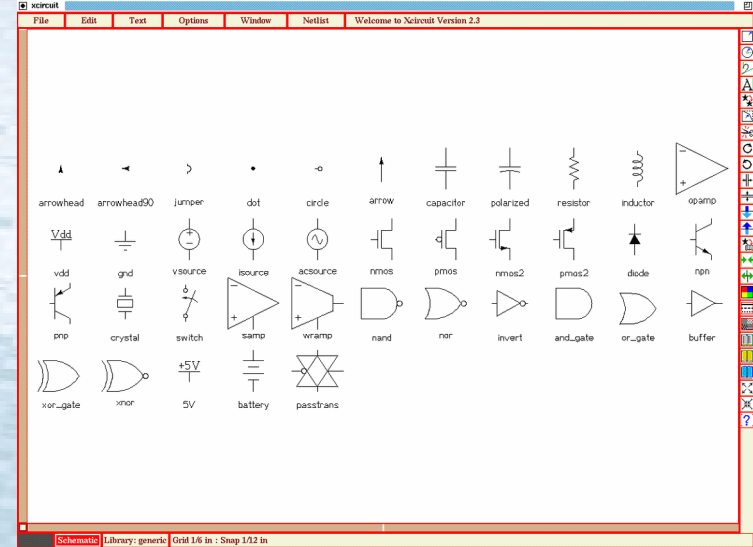 xcircuit
File Edit Text Options Window Netlist Welcome to Xcircuit Version 2.3
arrowhead arrowhead90 jumper dot circle arrow capacitor polarized resistor inductor opamp
Vdd
vdd gnd vsource isource acsource nmos pmos nmos2 pmos2 diode npn
pnp crystal switch samp wramp nand nor invert and_gate or_gate buffer
+5V
xor_gate xnor 5V battery passtrans
A
?
Schematic Library: generic Grid 1/6 in : Snap 1/12 in